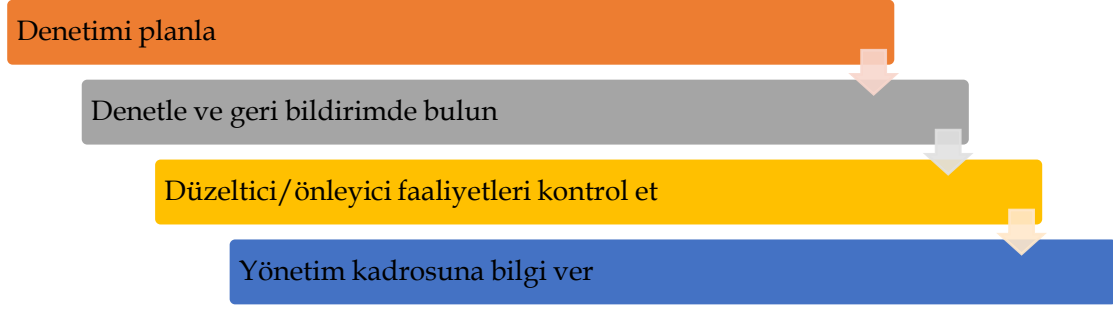 Denetimi planla
Denetle ve geri bildirimde bulun
Düzeltici/önleyici faaliyetleri kontrol et
Yönetim kadrosuna bilgi ver